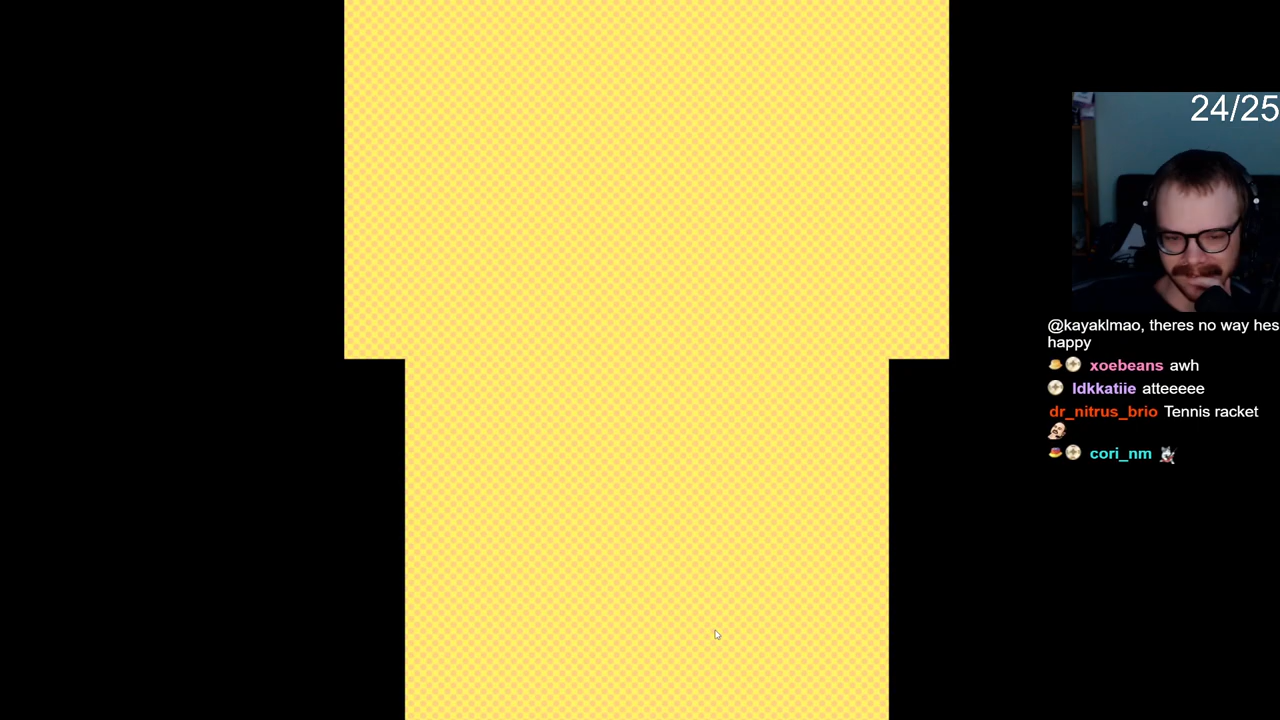 24/25
@kayaklmao, theres no way hes
happy
xoebeans awh
ldkkatiie atteeeee
dr_nitrus_brio Tennis racket
cori_nm